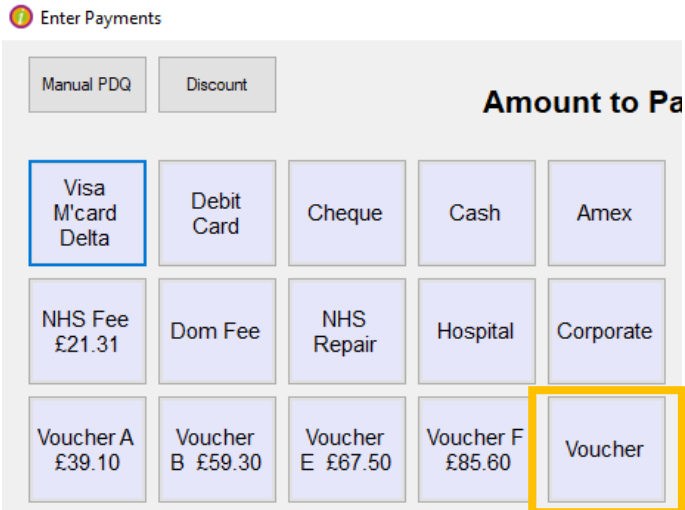 Enter Payments
Manual PDQ
Discount
Amount to Pa
Visa
M'card
Delta
Debit
Card
Cheque
Cash
Amex
NHS Fee
£21.31
Dom Fee
NHS
Repair
Hospital
Corporate
Voucher A
£39.10
Voucher
B £59.30
Voucher
E £67.50
Voucher F
£85.60
Voucher